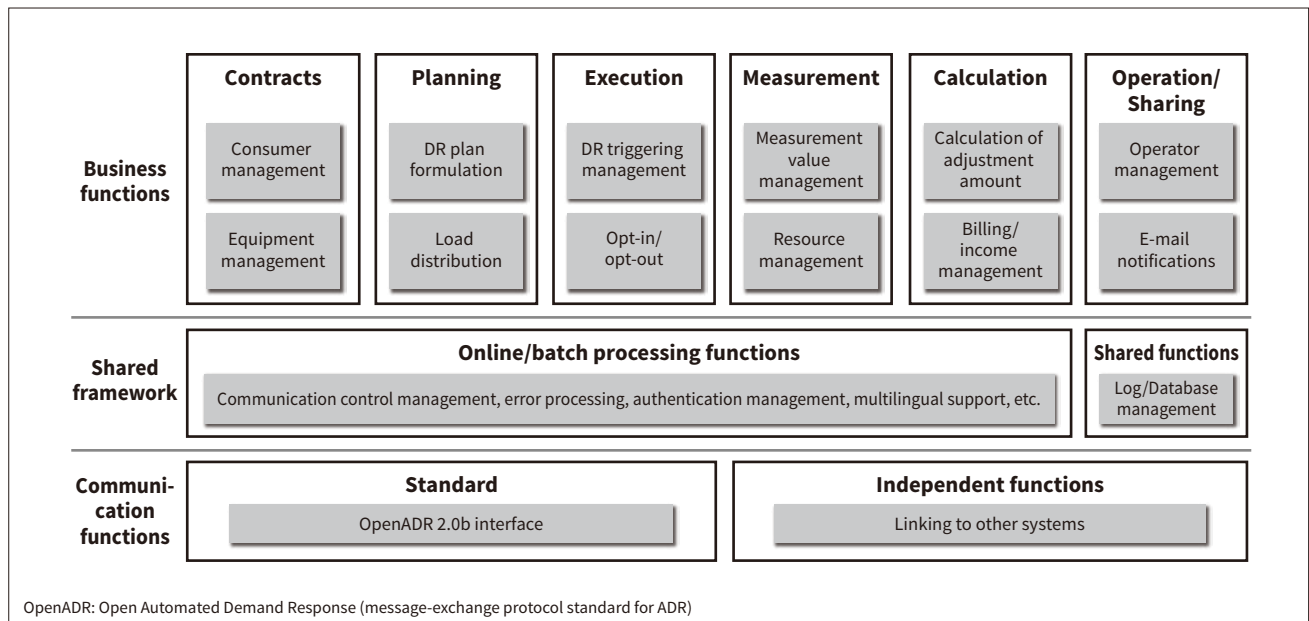 Business
functions
Contracts
Consumer
management
Equipment
management
Planning
DR plan
formulation
Load
distribution
Execution
DR triggering
management
Opt-in/
opt-out
Measurement
Measurement
value
management
Resource
management
Calculation
Calculation of
adjustment
amount
Billing/
income
management
Operation/
Sharing
Operator
management
E-mail
notifications
Shared
framework
Online/batch processing functions
Communication control management, error processing, authentication management, multilingual support, etc.
Shared functions
Log/Database
management
Communi-
cation
functions
Standard
OpenADR 2.0b interface
Independent functions
Linking to other systems
OpenADR: Open Automated Demand Response (message-exchange protocol standard for ADR)